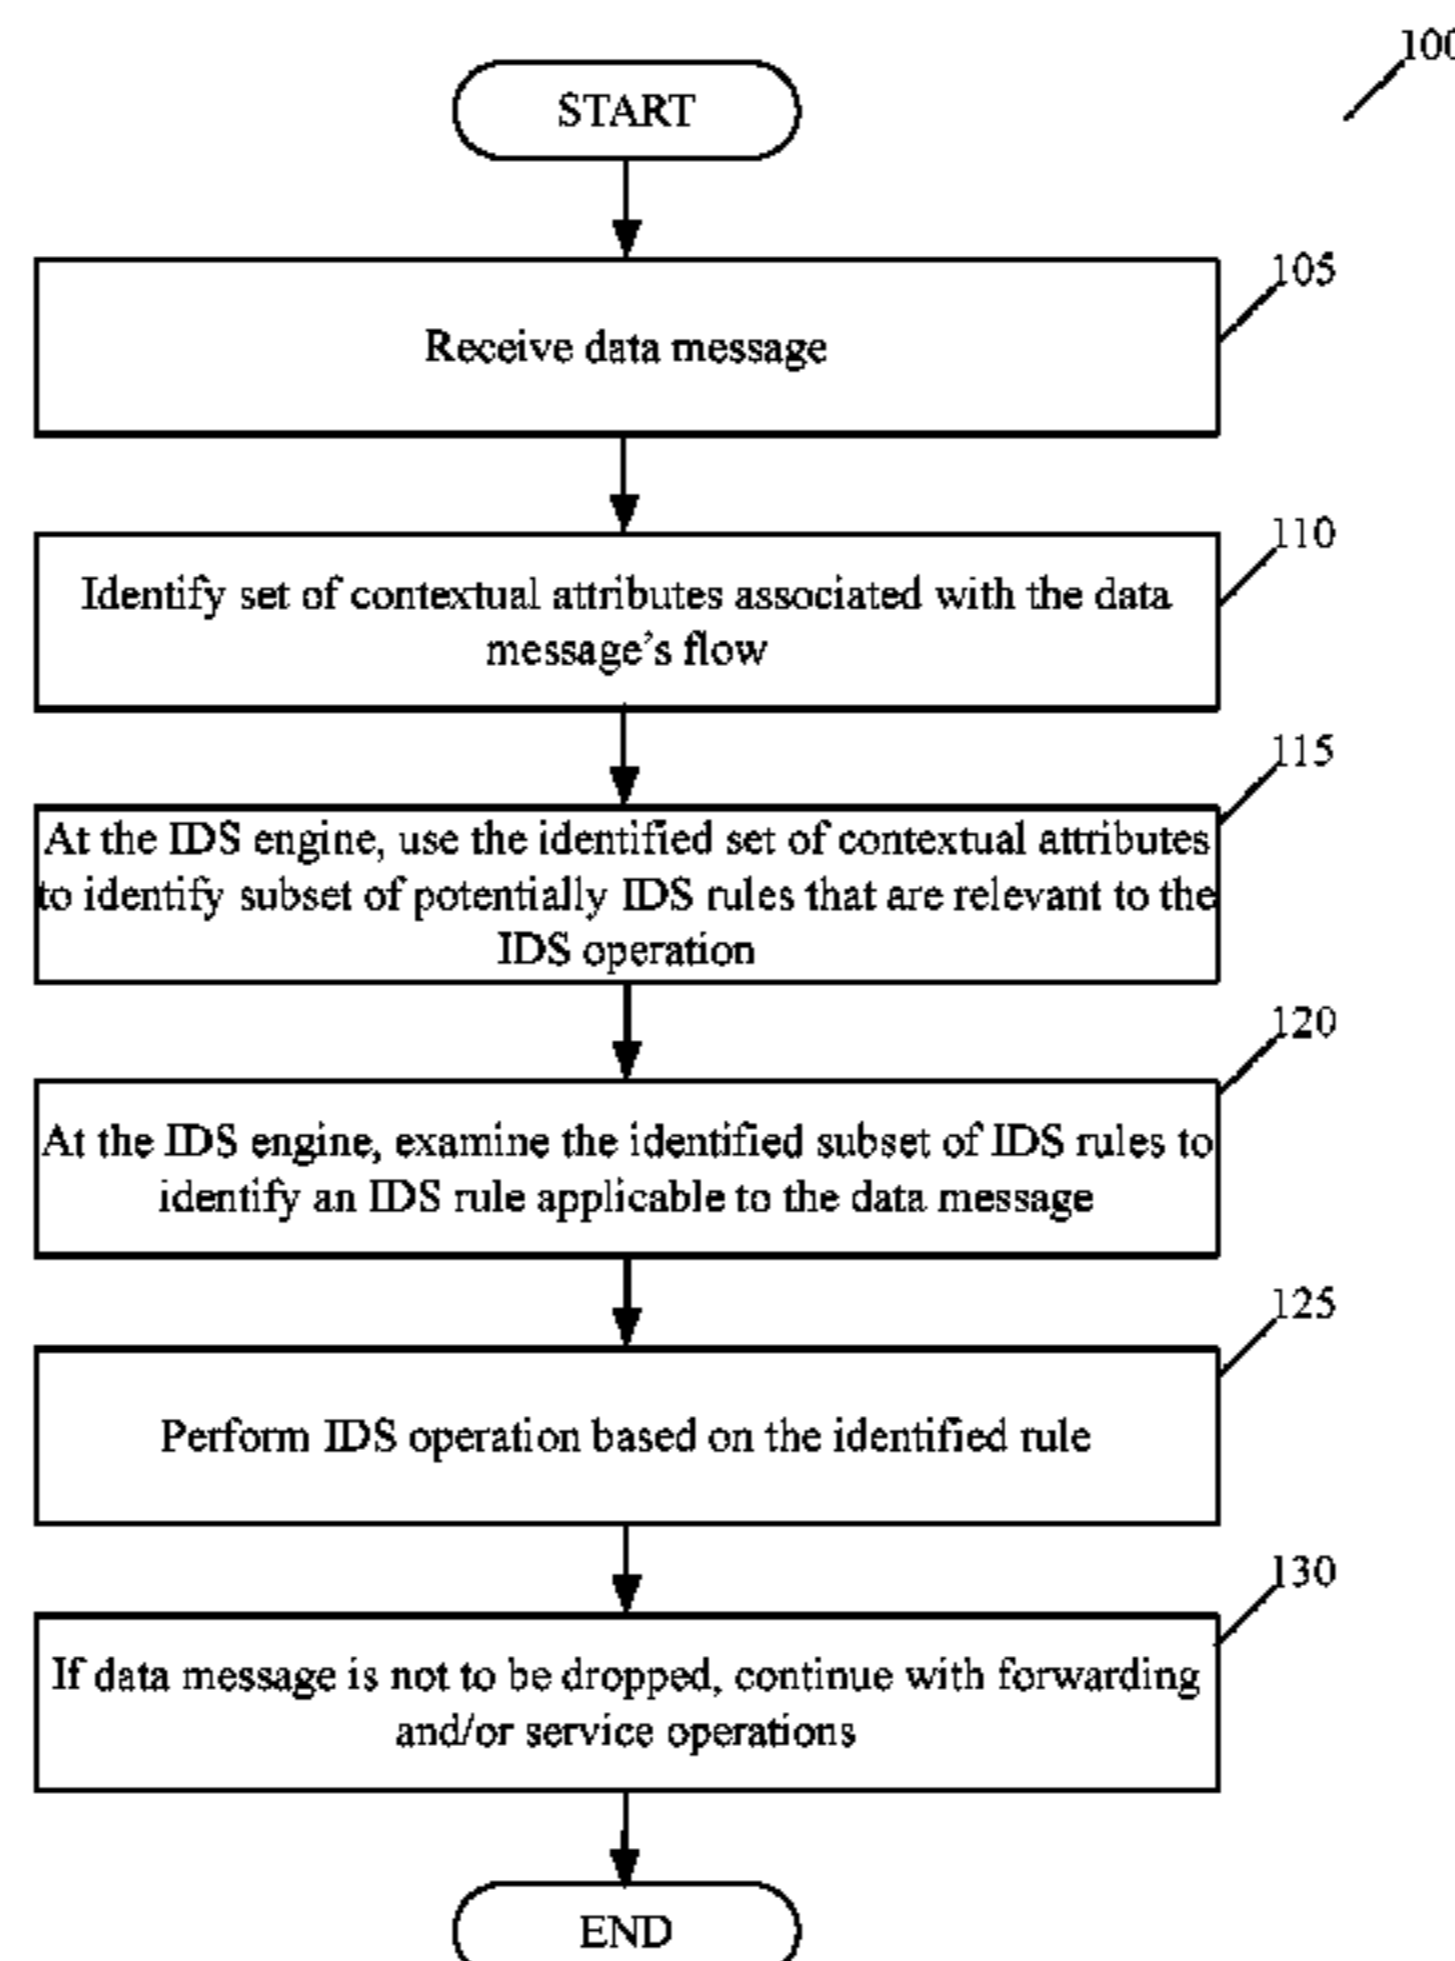 100
START
105
Receive data message
110
Identify set of contextual attributes associated with the data
message’s flow
115
At the IDS engine, use the identified set of contextual attributes
to identify subset of potentially IDS rules that are relevant to the
IDS operation
120
At the IDS engine, examine the identified subset of IDS rules to
identify an IDS rule applicable to the data message
125
Perform IDS operation based on the identified rule
130
If data message is not to be dropped, continue with forwarding
and/or service operations
END